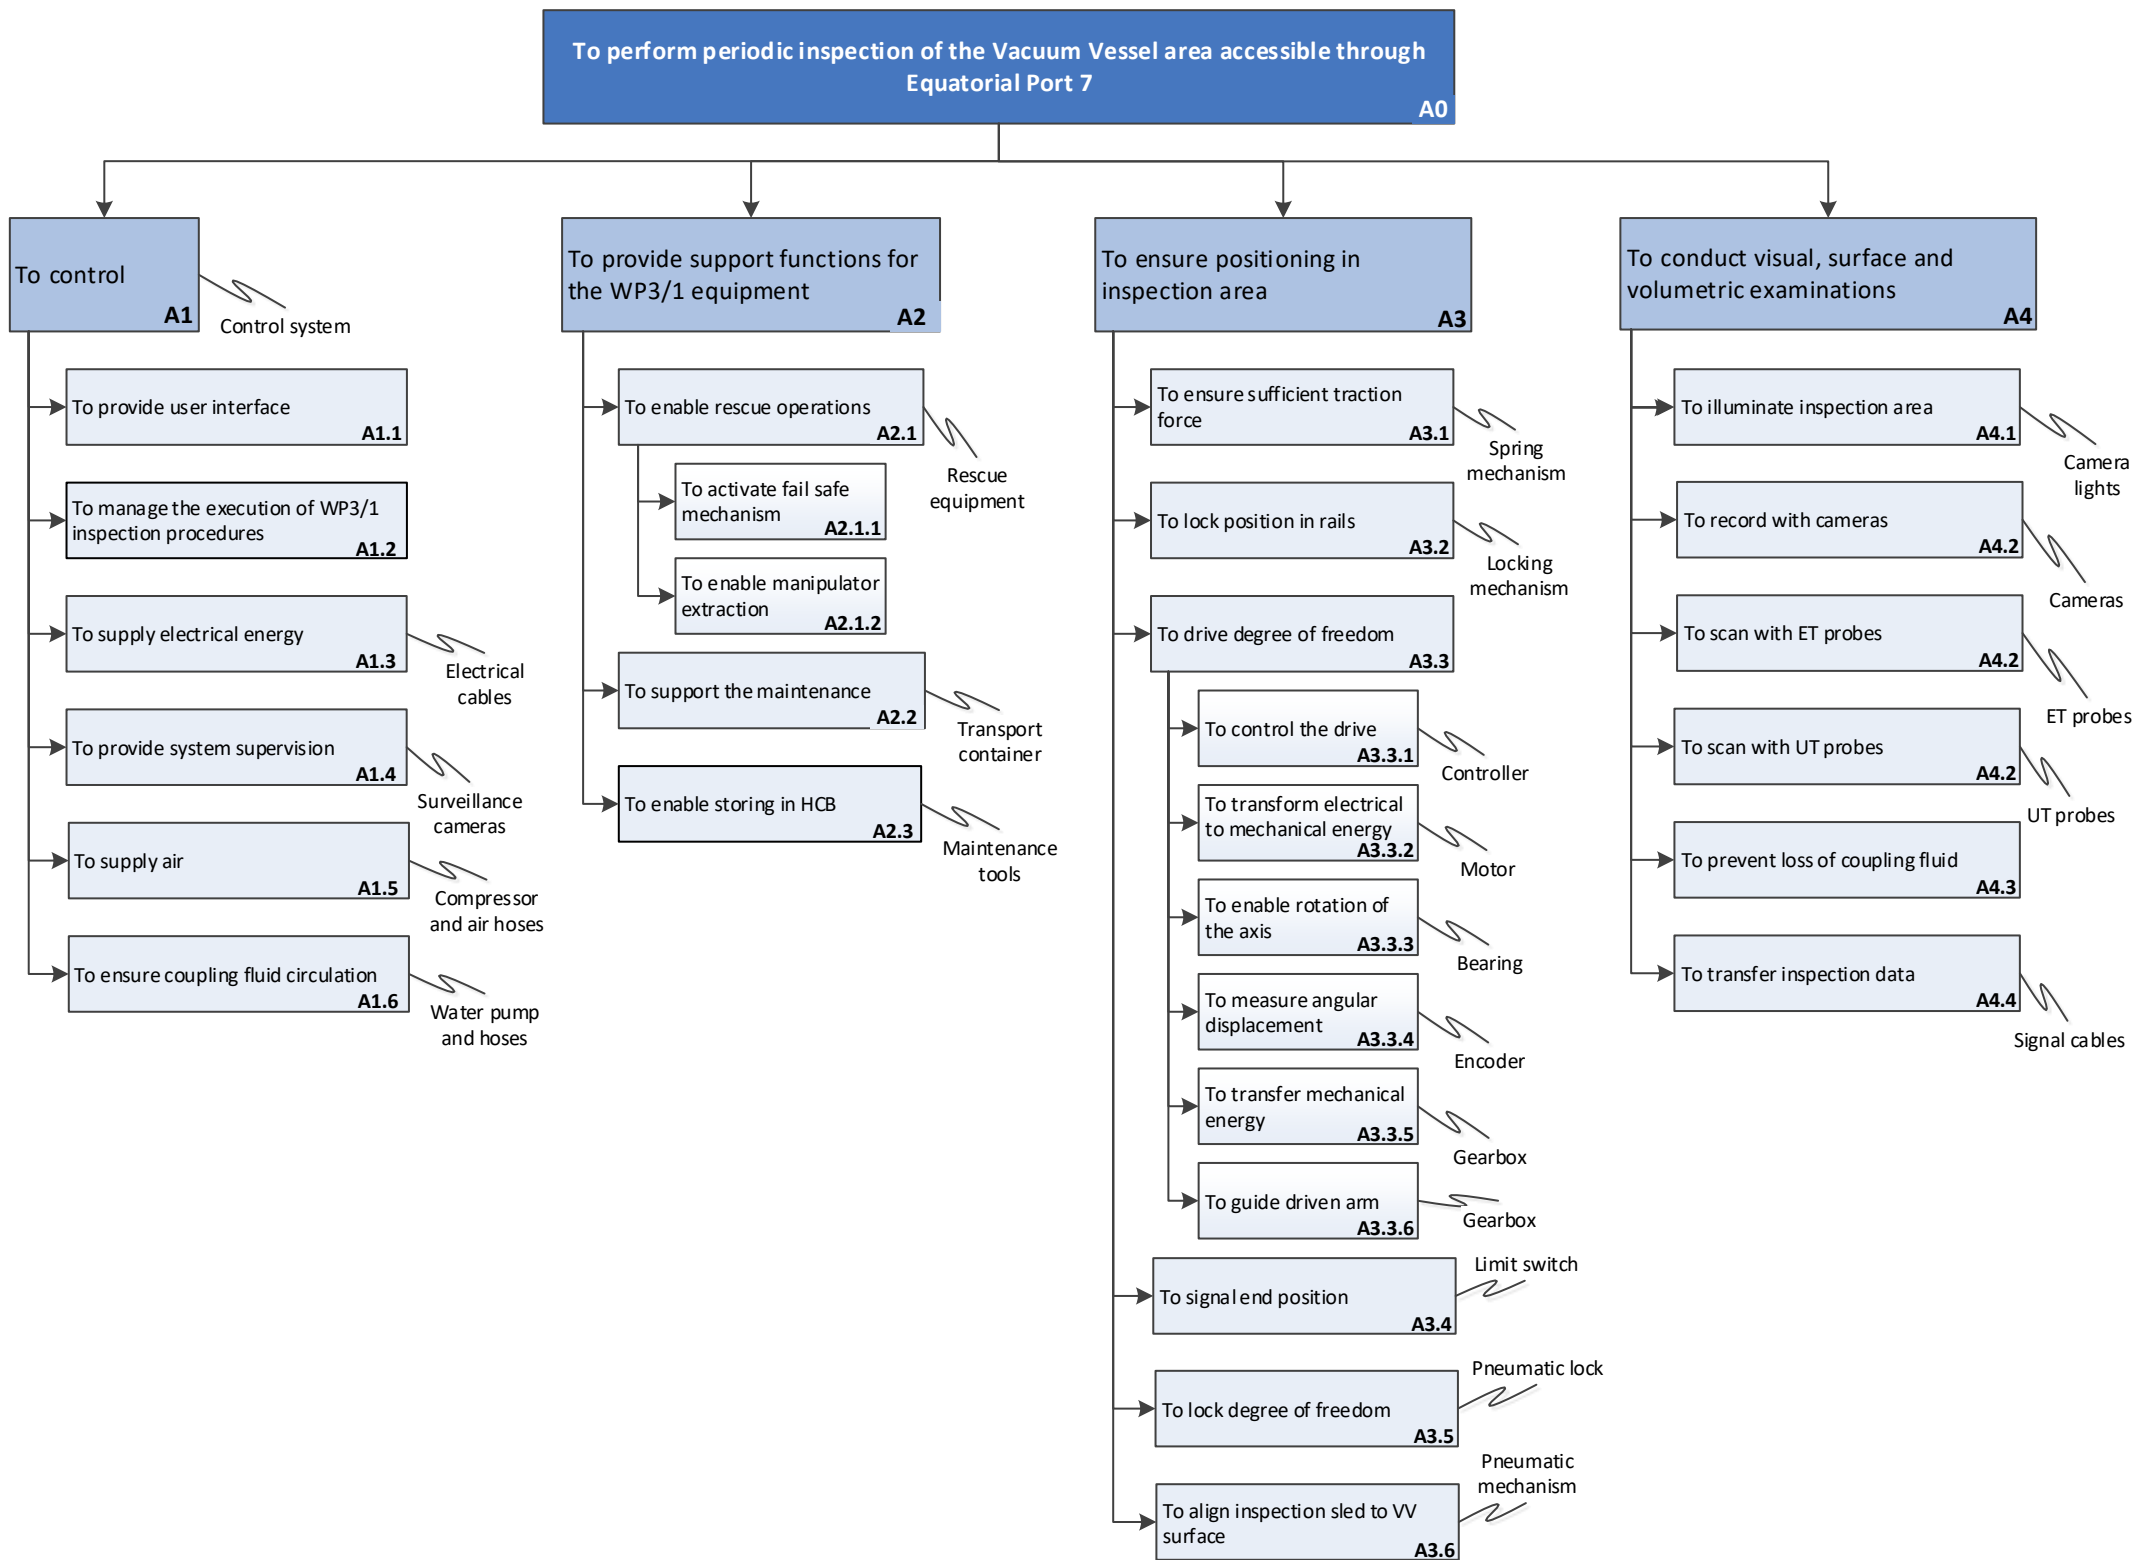 To perform periodic inspection of the Vacuum Vessel area accessible through
Equatorial Port 7
A0
To control
A1
Control system
To provide user interface
A1.1
To manage the execution of WP3/1
inspection procedures
A1.2
To supply electrical energy
A1.3
Electrical
cables
To provide system supervision
A1.4
Surveillance
cameras
To supply air
A1.5
Compressor
and air hoses
To ensure coupling fluid circulation
A1.6
Water pump
and hoses
To provide support functions for
the WP3/1 equipment
A2
To enable rescue operations
A2.1
Rescue
equipment
To activate fail safe
mechanism
A2.1.1
To enable manipulator
extraction
A2.1.2
To support the maintenance
A2.2
Transport
container
To enable storing in HCB
A2.3
Maintenance
tools
To ensure positioning in
inspection area
A3
To ensure sufficient traction
force
A3.1
Spring
mechanism
To lock position in rails
A3.2
Locking
mechanism
To drive degree of freedom
A3.3
To control the drive
A3.3.1
Controller
To transform electrical
to mechanical energy
A3.3.2
Motor
To enable rotation of
the axis
A3.3.3
Bearing
To measure angular
displacement
A3.3.4
Encoder
To transfer mechanical
energy
A3.3.5
Gearbox
To guide driven arm
A3.3.6
Gearbox
Limit switch
To signal end position
A3.4
Pneumatic lock
To lock degree of freedom
A3.5
Pneumatic
mechanism
To align inspection sled to VV
surface
A3.6
To conduct visual, surface and
volumetric examinations
A4
To illuminate inspection area
A4.1
Camera
lights
To record with cameras
A4.2
Cameras
To scan with ET probes
A4.2
ET probes
To scan with UT probes
A4.2
UT probes
To prevent loss of coupling fluid
A4.3
To transfer inspection data
A4.4
Signal cables